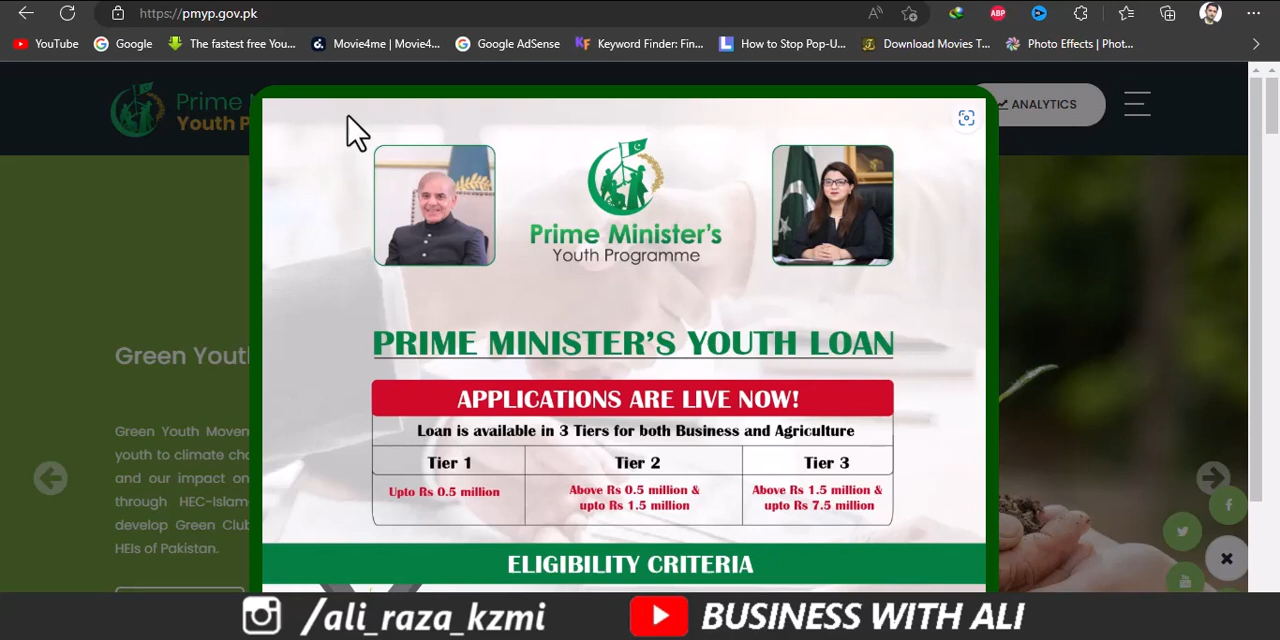 https://pmyp.gov.pk
YouTube Google The fastest free You... Movie4me | Movie4... Google AdSense Keyword Finder: Fin... How to Stop Pop-U... Download Movies T... Photo Effects | Phot...
Prime
Youth P
ANALYTICS
Prime Minister's
Youth Programme
PRIME MINISTER'S YOUTH LOAN
APPLICATIONS ARE LIVE NOW!
Loan is available in 3 Tiers for both Business and Agriculture
Tier 1 Tier 2 Tier 3
Upto Rs 0.5 million
Above Rs 0.5 million &
upto Rs 1.5 million
Above Rs 1.5 million &
upto Rs 7.5 million
ELIGIBILITY CRITERIA
Green Yout
Green Youth Movem
youth to climate cha
and our impact on
through HEC-Islam
develop Green Club
HEIs of Pakistan.
/ali_raza_kzmi
BUSINESS WITH ALI